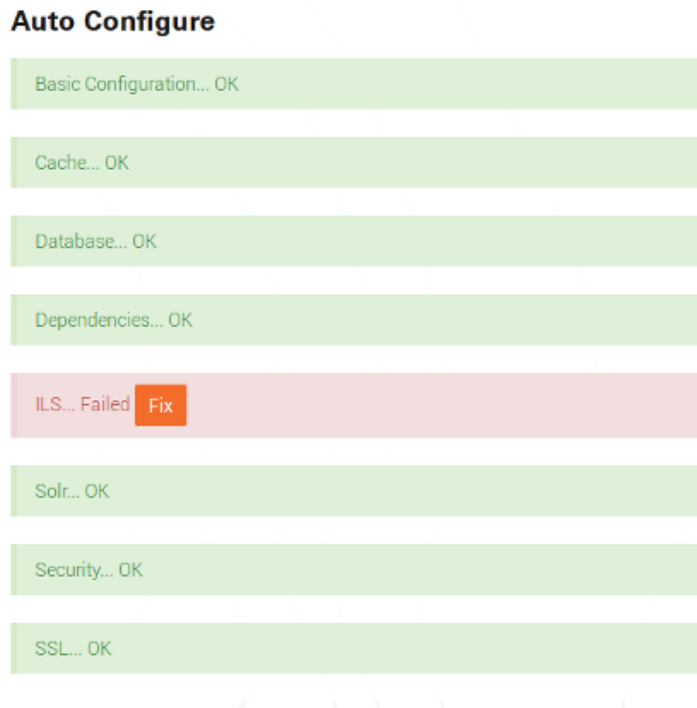 Auto Configure
Basic Configuration... OK
Cache... OK
Database... OK
Dependencies... OK
ILS... Failed Fix
Solr... OK
Security... OK
SSL... OK